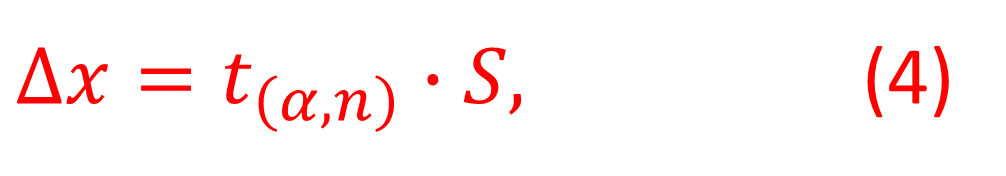 Δx = t₍α,n₎ · S, (4)